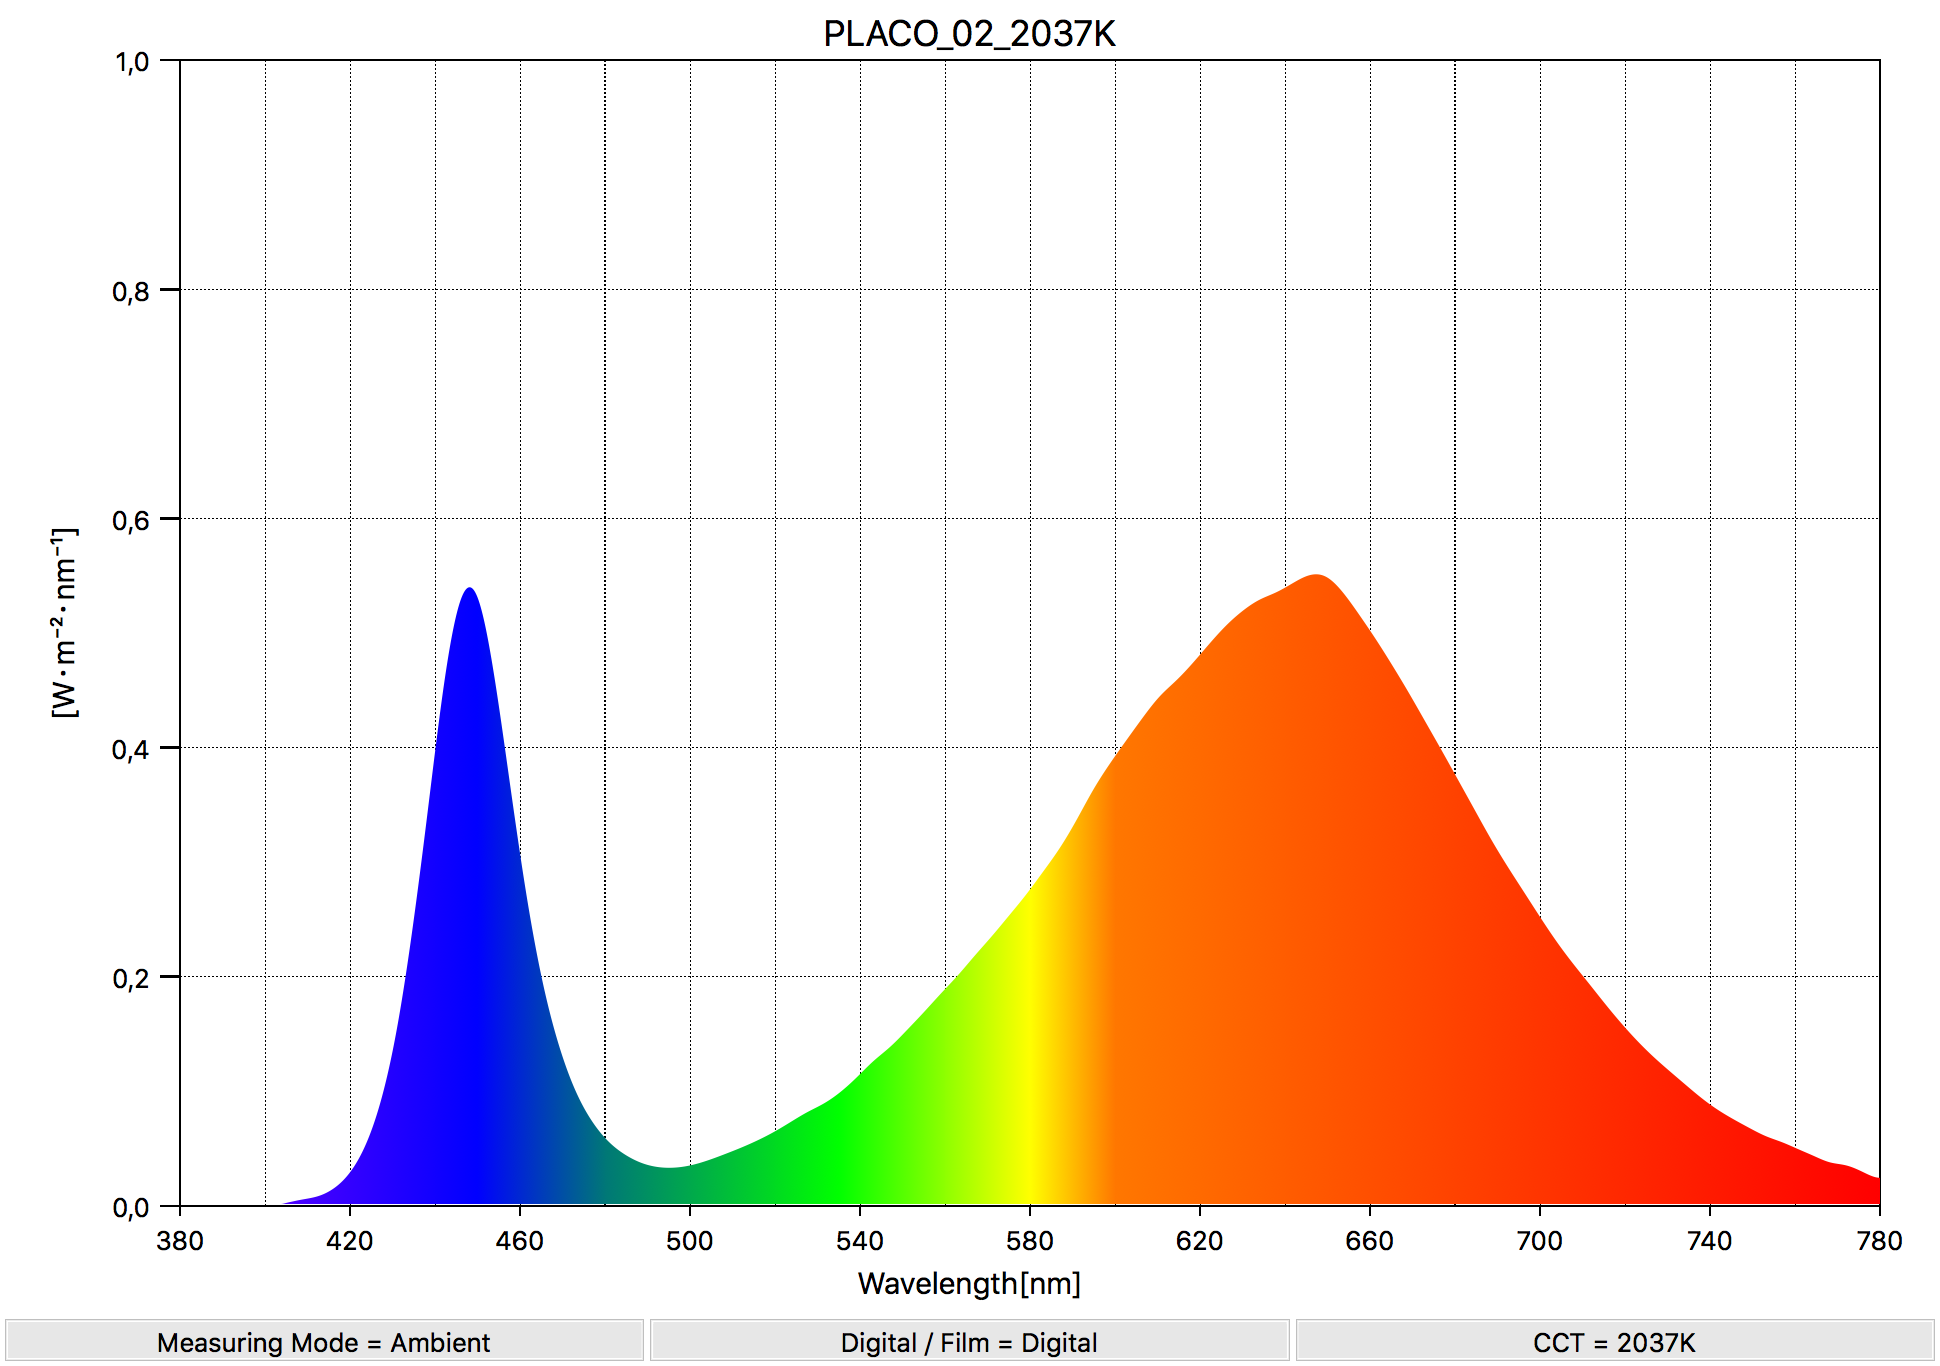 PLACO_02_2037K
1,0
0,8
0,6
0,4
0,2
0,0
[W·m⁻²·nm⁻¹]
380 420 460 500 540 580 620 660 700 740 780
Wavelength[nm]
Measuring Mode = Ambient
Digital / Film = Digital
CCT = 2037K